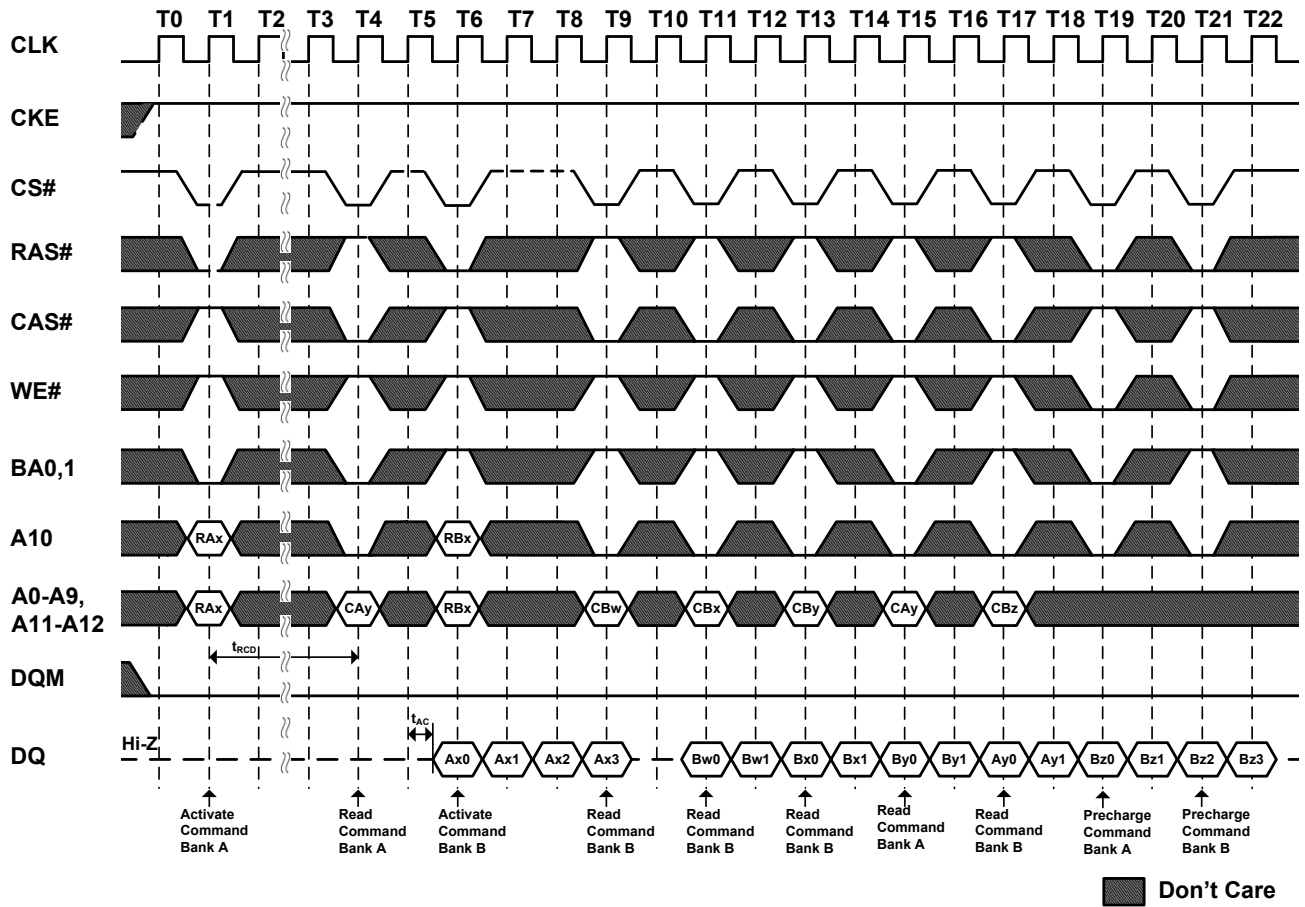 T0 T1 T2 T3 T4 T5 T6 T7 T8 T9 T10 T11 T12 T13 T14 T15 T16 T17 T18 T19 T20 T21 T22
CLK
CKE
CS#
RAS#
CAS#
WE#
BA0,1
A10 RAx RBx
A0-A9,
A11-A12 RAx CAy RBx CBw CBx CBy CAy CBz
tRCD
DQM
tAC
Hi-Z
DQ Ax0 Ax1 Ax2 Ax3 Bw0 Bw1 Bx0 Bx1 By0 By1 Ay0 Ay1 Bz0 Bz1 Bz2 Bz3
Activate
Command
Bank A
Read
Command
Bank A
Activate
Command
Bank B
Read
Command
Bank B
Read
Command
Bank B
Read
Command
Bank B
Read
Command
Bank A
Read
Command
Bank B
Precharge
Command
Bank A
Precharge
Command
Bank B
Don't Care